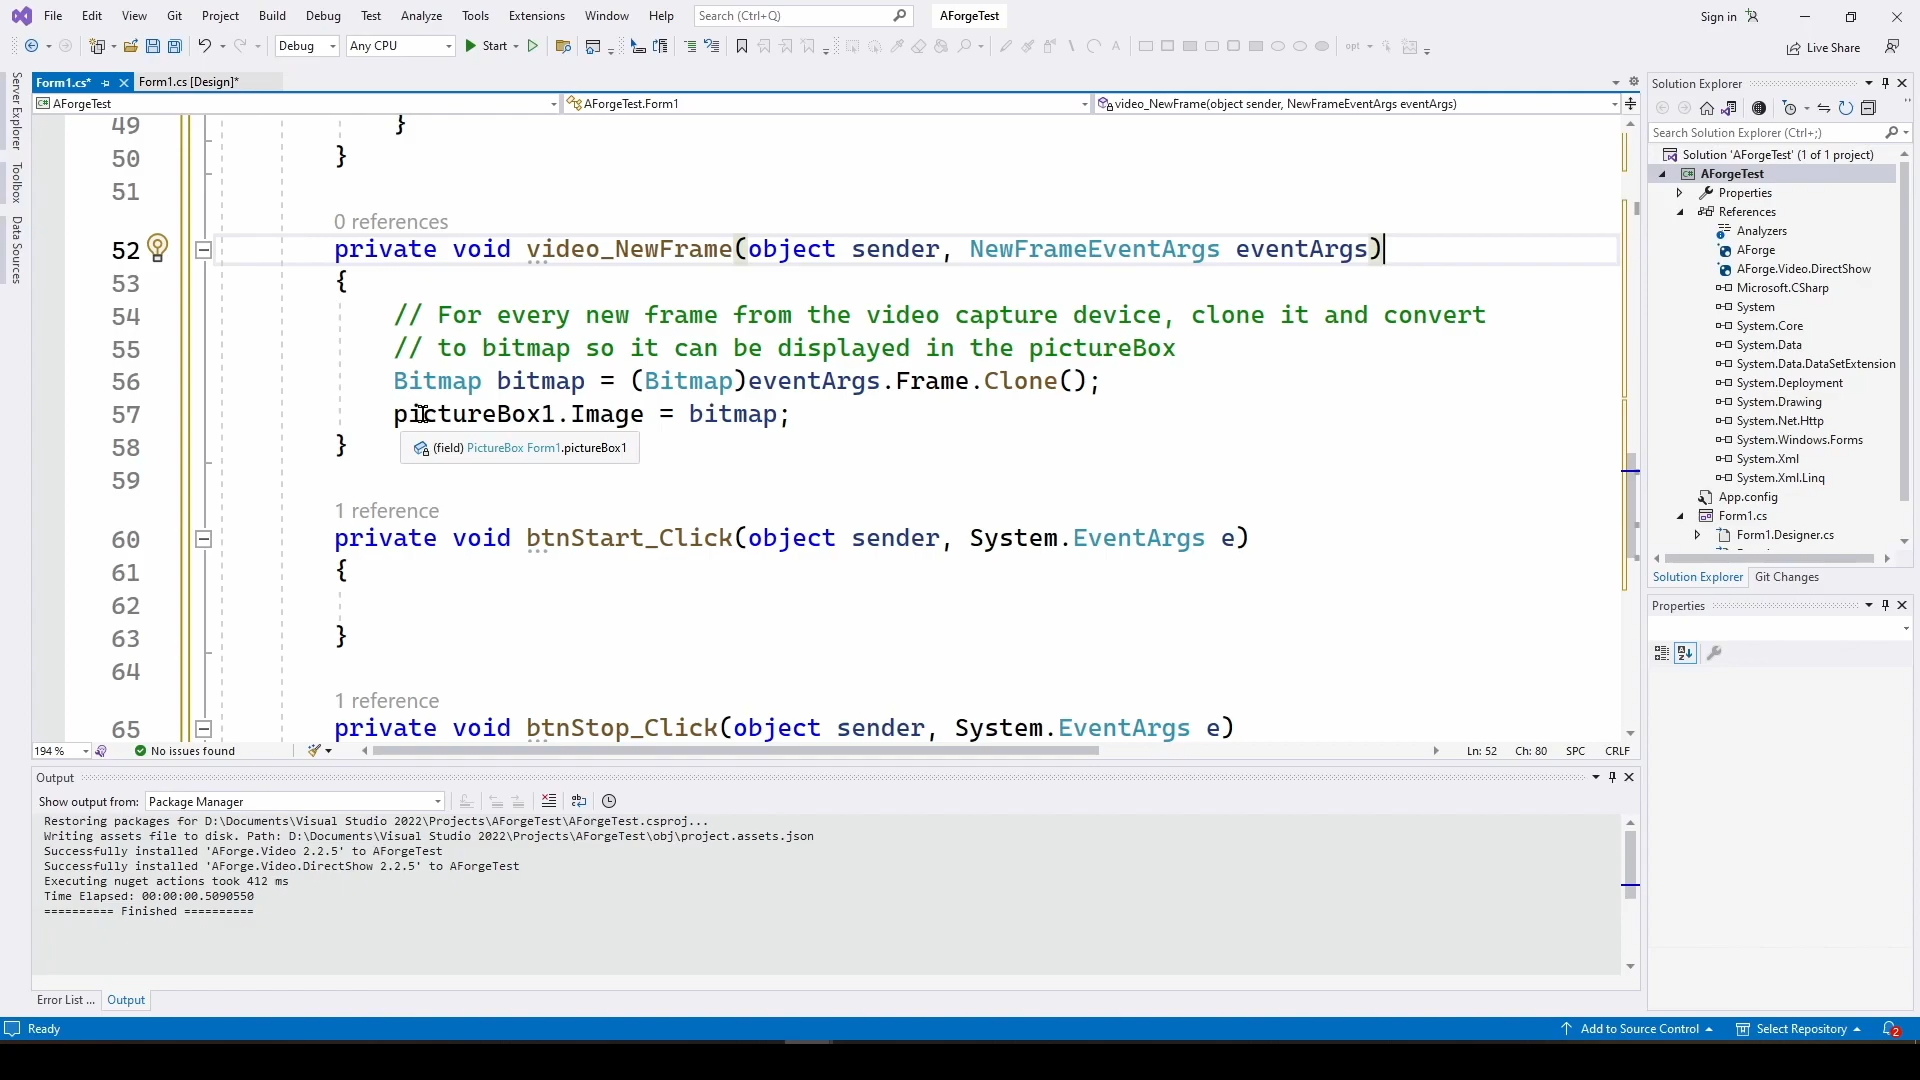 File Edit View Git Project Build Debug Test Analyze Tools Extensions Window Help Search (Ctrl+Q) AForgeTest Sign in
Debug Any CPU Start opt Live Share
Form1.cs* Form1.cs [Design]*
AForgeTest AForgeTest.Form1 video_NewFrame(object sender, NewFrameEventArgs eventArgs)
Server Explorer
Toolbox
Data Sources
49 }
50 }
51
0 references
52 private void video_NewFrame(object sender, NewFrameEventArgs eventArgs)
53 {
54 // For every new frame from the video capture device, clone it and convert
55 // to bitmap so it can be displayed in the pictureBox
56 Bitmap bitmap = (Bitmap)eventArgs.Frame.Clone();
57 pictureBox1.Image = bitmap;
58 }
(field) PictureBox Form1.pictureBox1
59
1 reference
60 private void btnStart_Click(object sender, System.EventArgs e)
61 {
62
63 }
64
1 reference
65 private void btnStop_Click(object sender, System.EventArgs e)
194 % No issues found Ln: 52 Ch: 80 SPC CRLF
Output
Show output from: Package Manager
Restoring packages for D:\Documents\Visual Studio 2022\Projects\AForgeTest\AForgeTest.csproj...
Writing assets file to disk. Path: D:\Documents\Visual Studio 2022\Projects\AForgeTest\obj\project.assets.json
Successfully installed 'AForge.Video 2.2.5' to AForgeTest
Successfully installed 'AForge.Video.DirectShow 2.2.5' to AForgeTest
Executing nuget actions took 412 ms
Time Elapsed: 00:00:00.5090550
========== Finished ==========
Error List ... Output
Solution Explorer
Search Solution Explorer (Ctrl+;)
Solution 'AForgeTest' (1 of 1 project)
AForgeTest
Properties
References
Analyzers
AForge
AForge.Video.DirectShow
Microsoft.CSharp
System
System.Core
System.Data
System.Data.DataSetExtension
System.Deployment
System.Drawing
System.Net.Http
System.Windows.Forms
System.Xml
System.Xml.Linq
App.config
Form1.cs
Form1.Designer.cs
Solution Explorer Git Changes
Properties
Ready Add to Source Control Select Repository 2